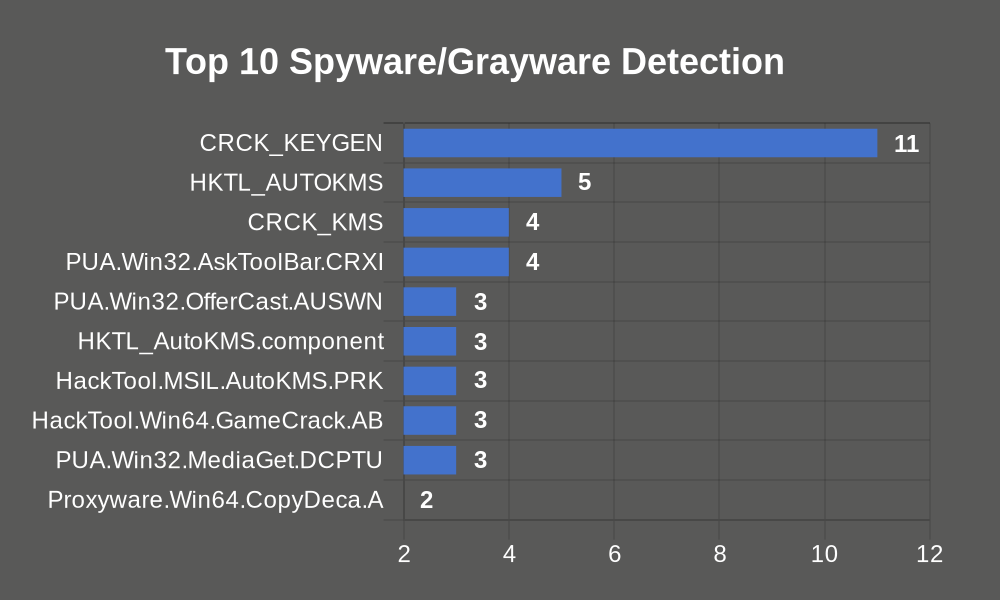 Top 10 Spyware/Grayware Detection
CRCK_KEYGEN 11
HKTL_AUTOKMS 5
CRCK_KMS 4
PUA.Win32.AskToolBar.CRXI 4
PUA.Win32.OfferCast.AUSWN 3
HKTL_AutoKMS.component 3
HackTool.MSIL.AutoKMS.PRK 3
HackTool.Win64.GameCrack.AB 3
PUA.Win32.MediaGet.DCPTU 3
Proxyware.Win64.CopyDeca.A 2
2 4 6 8 10 12